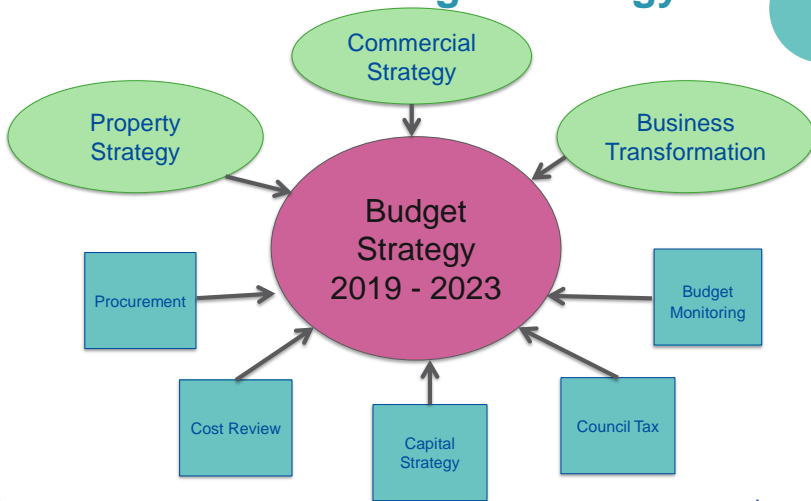 Commercial
Strategy
Property
Strategy
Business
Transformation
Budget
Strategy
2019 - 2023
Procurement
Budget
Monitoring
Cost Review
Capital
Strategy
Council Tax